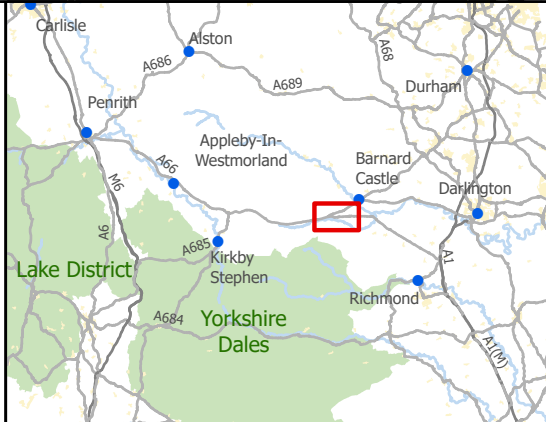 Carlisle
Alston
A68
A686
A689
Durham
Penrith
Appleby-In-
Westmorland
Barnard
Castle
A66
M6
Darlington
A6
A685
Kirkby
Stephen
A1
Lake District
Richmond
A684
Yorkshire
Dales
A1(M)